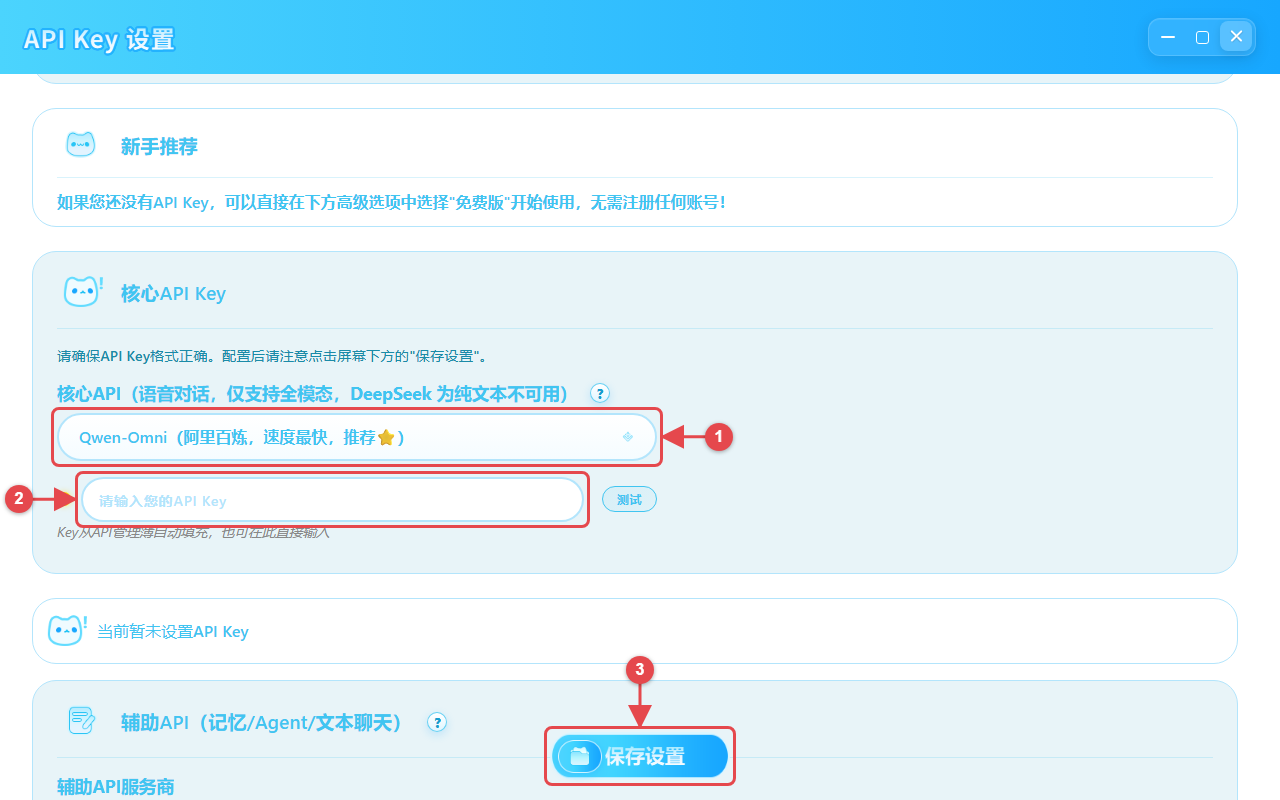 API Key 设置
新手推荐
如果您还没有API Key，可以直接在下方高级选项中选择"免费版"开始使用，无需注册任何账号！
核心API Key
请确保API Key格式正确。配置后请注意点击屏幕下方的"保存设置"。
核心API（语音对话，仅支持全模态，DeepSeek 为纯文本不可用） ?
Qwen-Omni（阿里百炼，速度最快，推荐⭐）
1
2
请输入您的API Key
测试
Key从API管理簿自动填充，也可在此直接输入
当前暂未设置API Key
3
辅助API（记忆/Agent/文本聊天） ?
保存设置
辅助API服务商